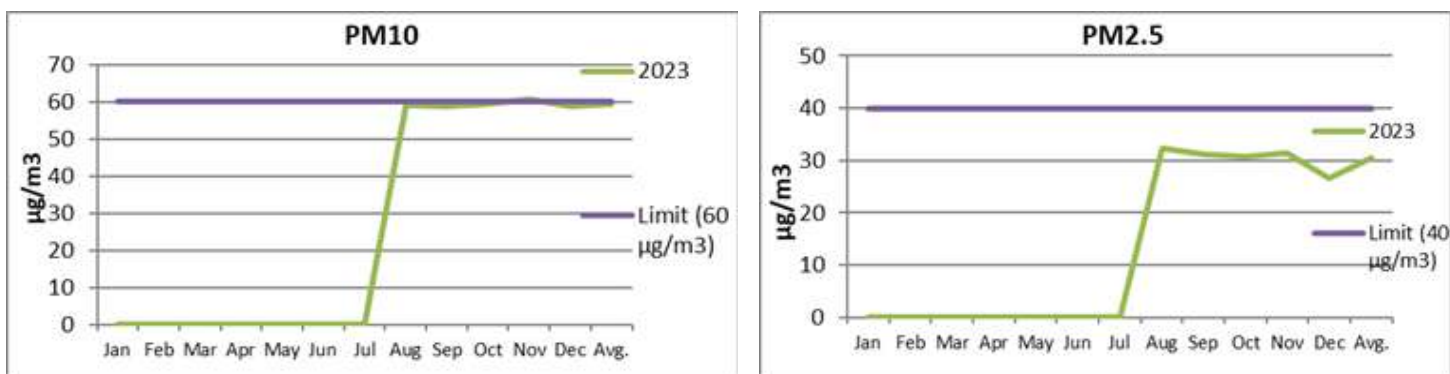 PM10
70
60
50
40
30
20
10
0
µg/m3
Jan Feb Mar Apr May Jun Jul Aug Sep Oct Nov Dec Avg.
2023
Limit (60
µg/m3)
PM2.5
50
40
30
20
10
0
µg/m3
Jan Feb Mar Apr May Jun Jul Aug Sep Oct Nov Dec Avg.
2023
Limit (40
µg/m3)